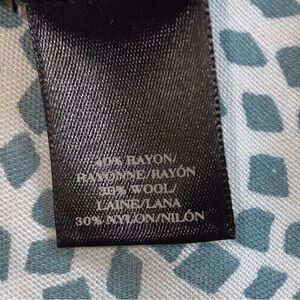 40% RAYON/
RAYONNE/RAYÓN
30% WOOL/
LAINE/LANA
30% NYLON/NILÓN